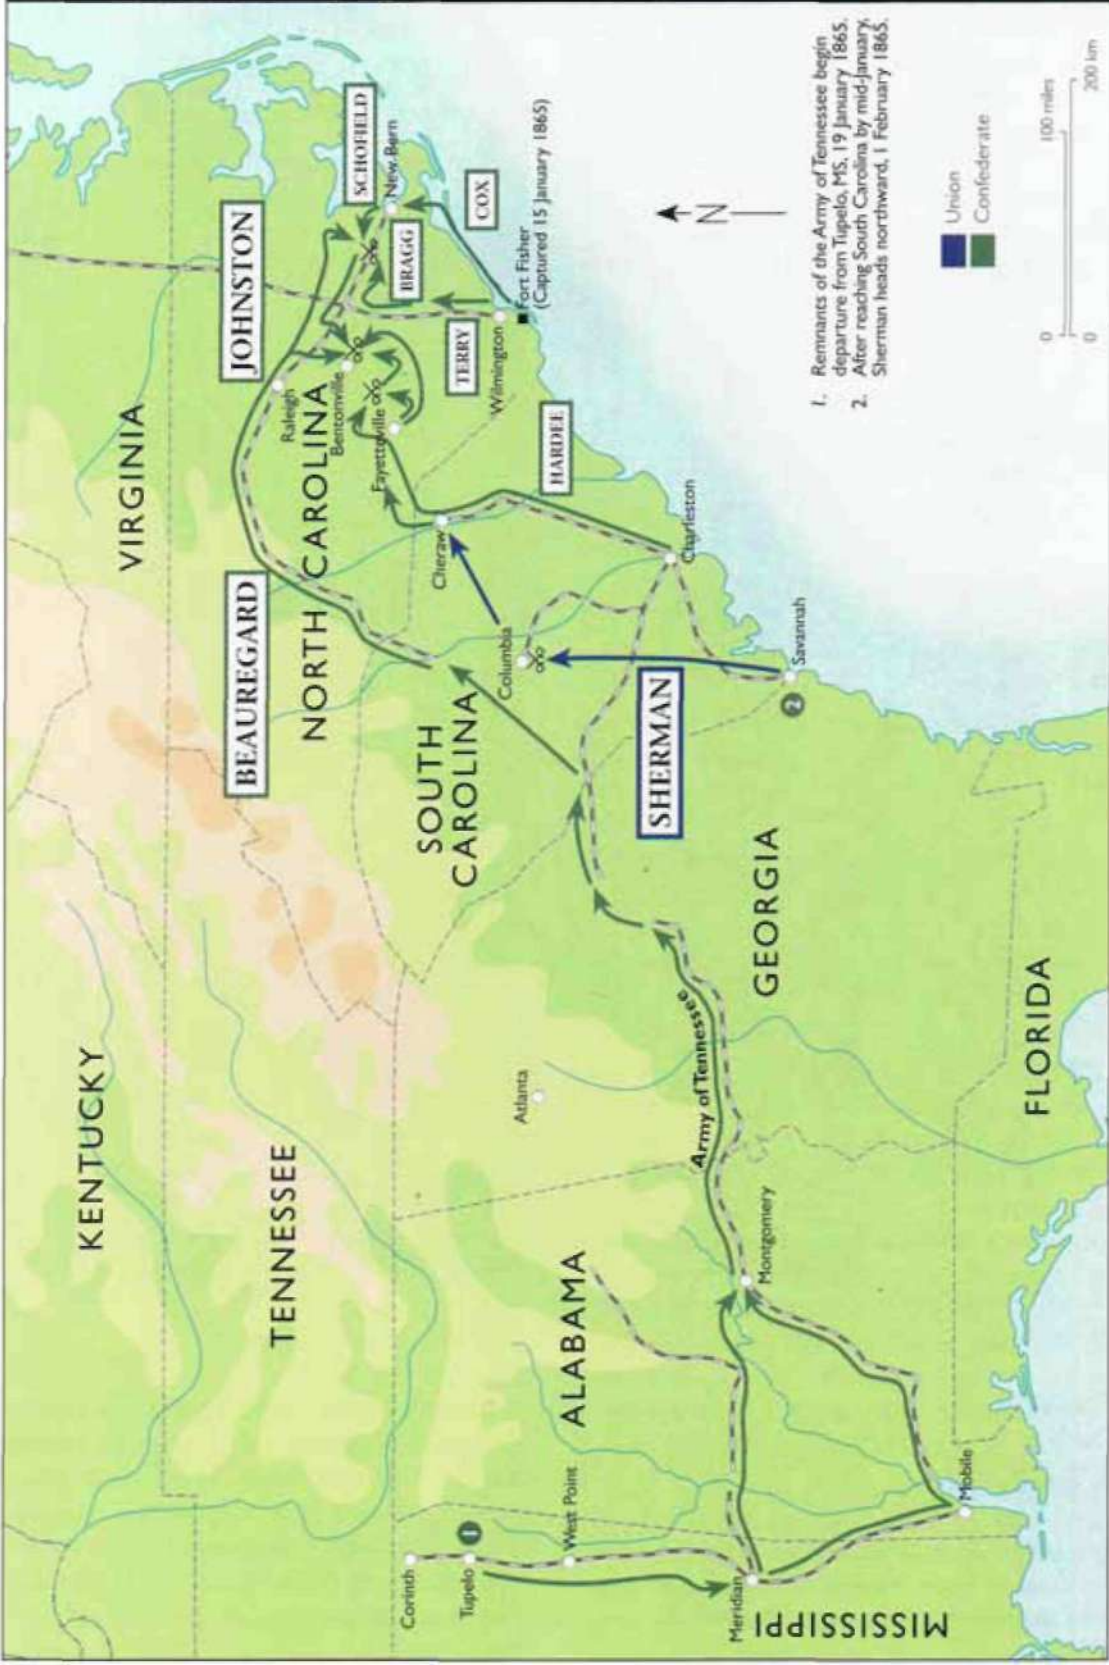 KENTUCKY
VIRGINIA
TENNESSEE
BEAUREGARD
JOHNSTON
Raleigh
NORTH CAROLINA
Bentonville
Fayetteville
SCHOFIELD
New Bern
BRAGG
COX
TERRY
Wilmington
Fort Fisher
(Captured 15 January 1865)
Cheraw
HARDEE
SOUTH
CAROLINA
Columbia
Charleston
SHERMAN
Savannah
2
Atlanta
Army of Tennessee
GEORGIA
Corinth
Tupelo
1
West Point
ALABAMA
Meridian
Montgomery
MISSISSIPPI
Mobile
FLORIDA
N
1. Remnants of the Army of Tennessee begin
departure from Tupelo, MS, 19 January 1865.
2. After reaching South Carolina by mid-January,
Sherman heads northward, 1 February 1865.
Union
Confederate
0 100 miles
0 200 km